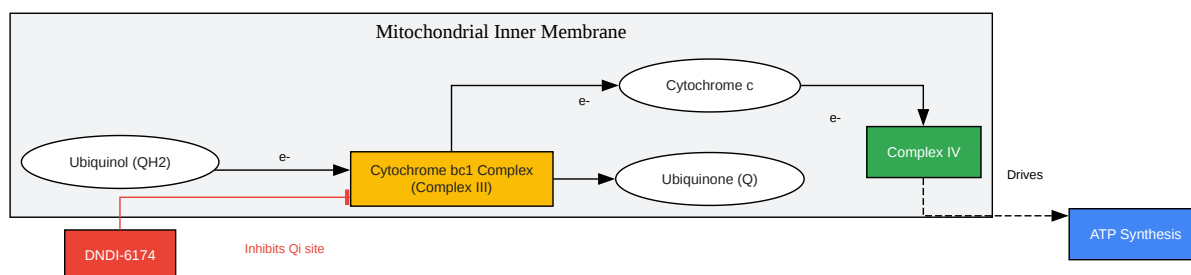 Mitochondrial Inner Membrane
Cytochrome c
e-
e-
Ubiquinol (QH2)
e-
Cytochrome bc1 Complex
(Complex III)
Ubiquinone (Q)
Complex IV
Drives
DNDI-6174
Inhibits Qi site
ATP Synthesis